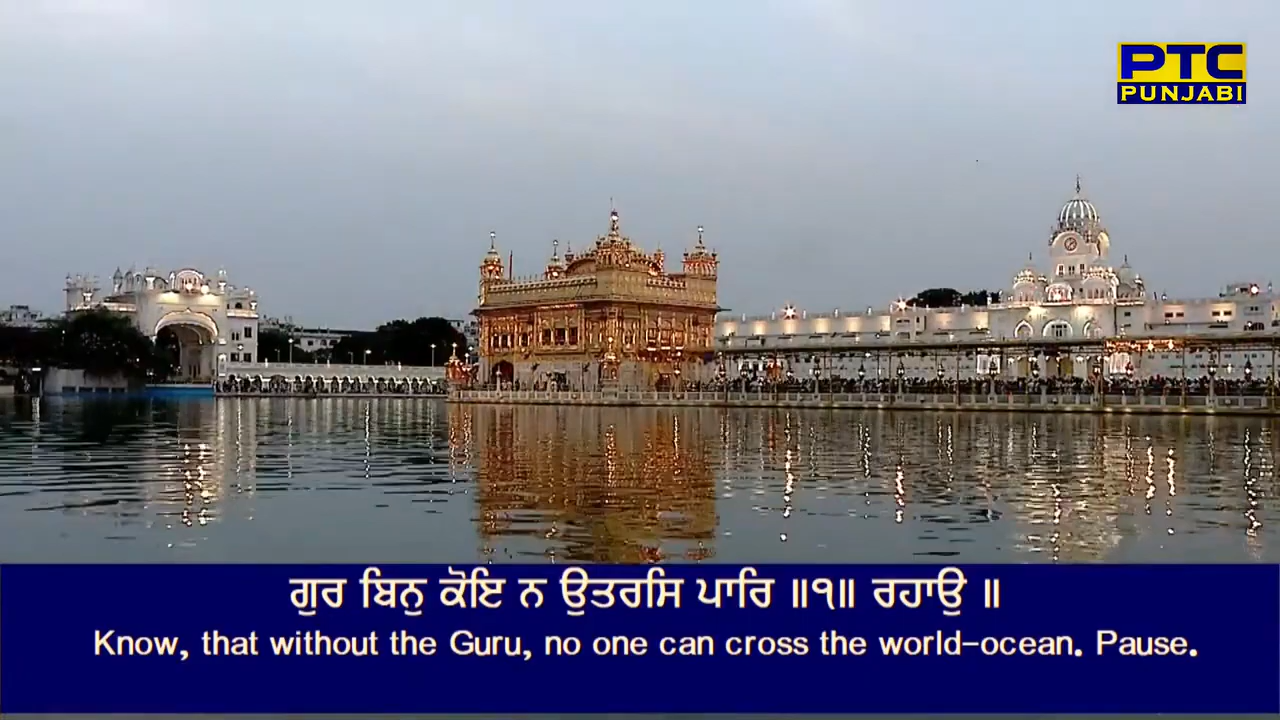 PTC
PUNJABI
ਗੁਰ ਬਿਨੁ ਕੋਇ ਨ ਉਤਰਸਿ ਪਾਰਿ ॥੧॥ ਰਹਾਉ ॥
Know, that without the Guru, no one can cross the world-ocean. Pause.